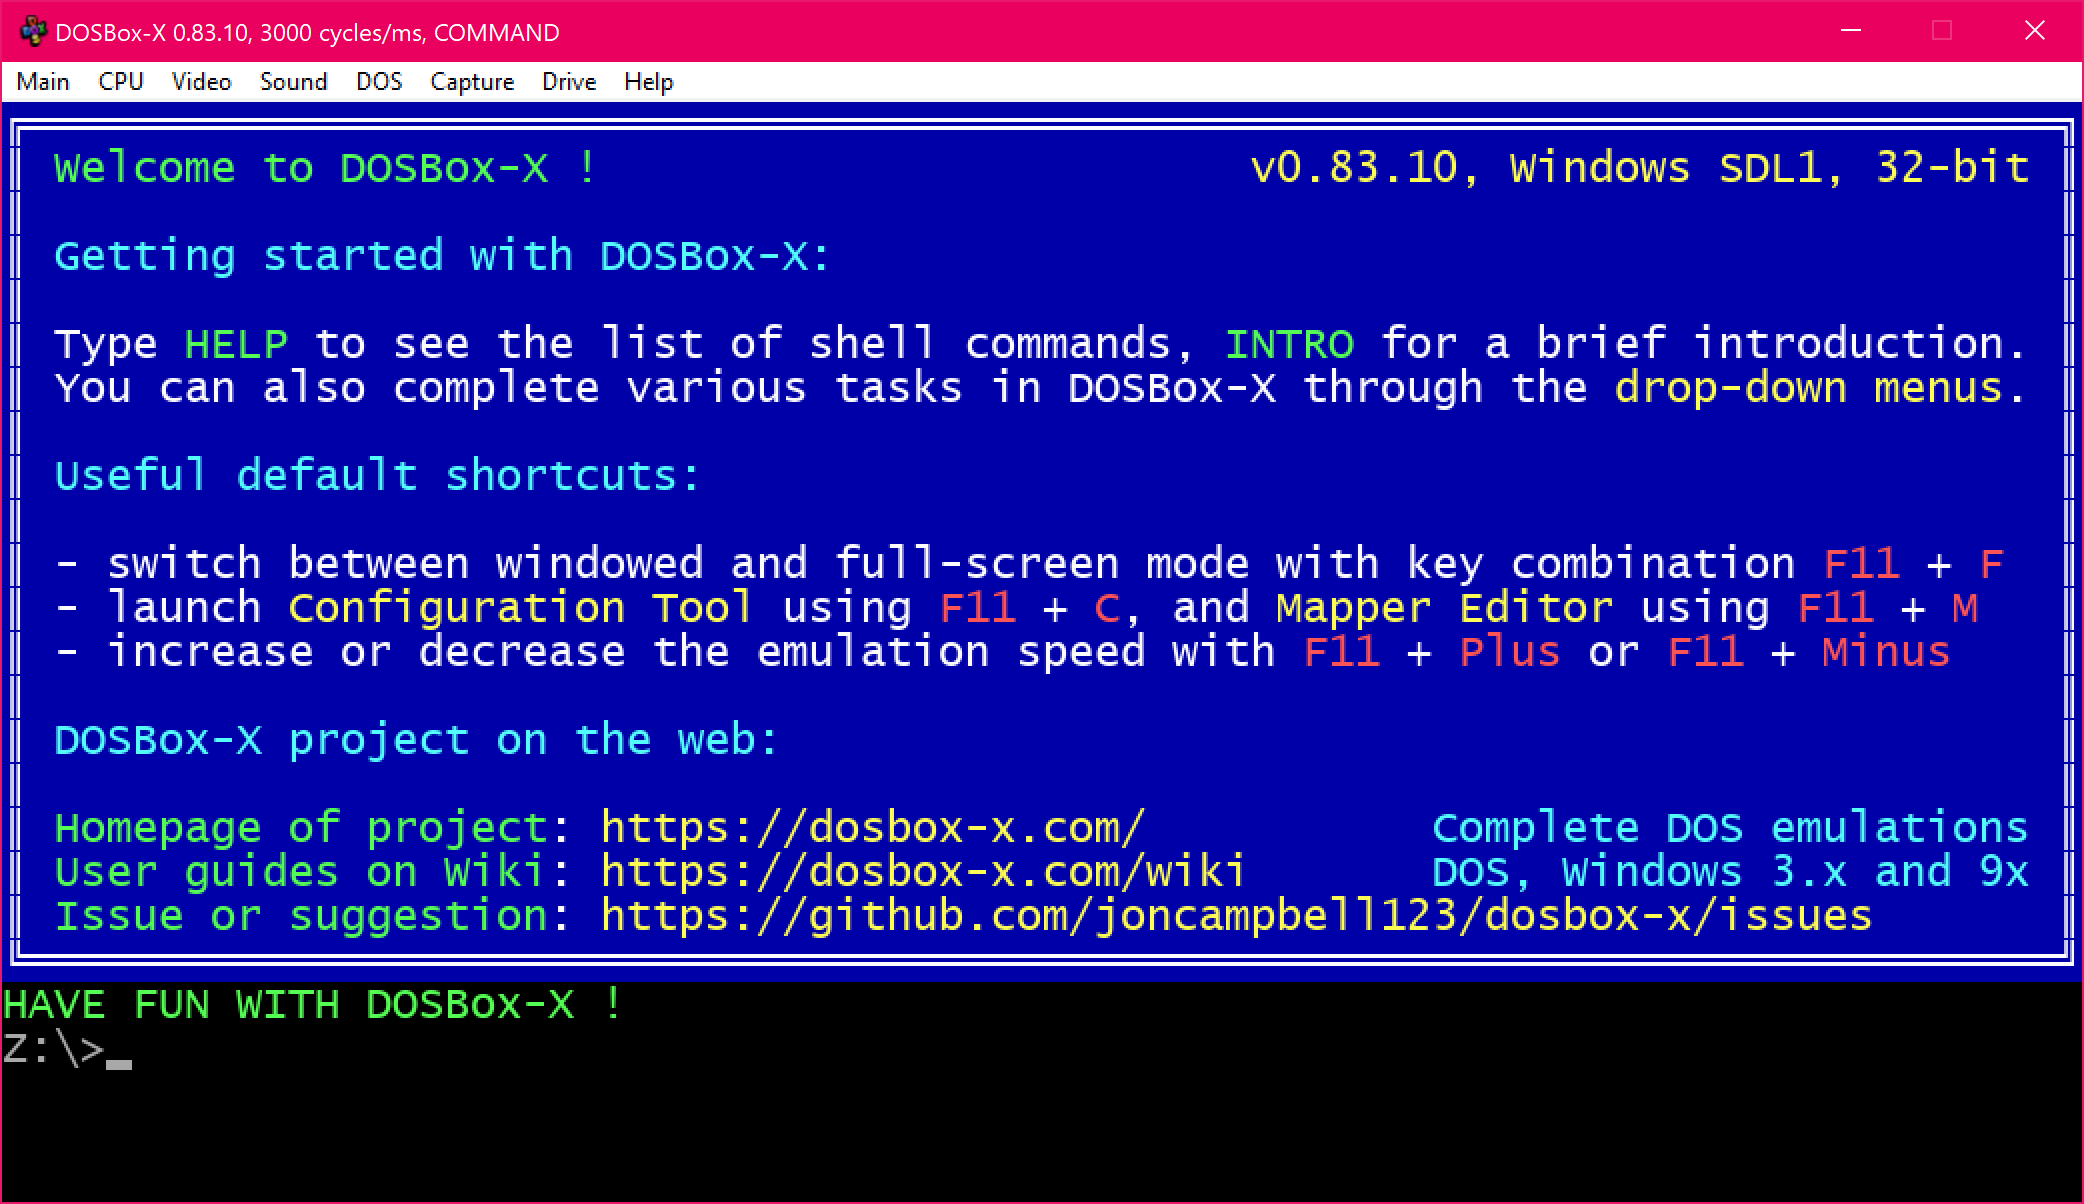 DOSBox-X 0.83.10, 3000 cycles/ms, COMMAND
Main CPU Video Sound DOS Capture Drive Help
Welcome to DOSBox-X ! v0.83.10, Windows SDL1, 32-bit
Getting started with DOSBox-X:
Type HELP to see the list of shell commands, INTRO for a brief introduction.
You can also complete various tasks in DOSBox-X through the drop-down menus.
Useful default shortcuts:
- switch between windowed and full-screen mode with key combination F11 + F
- launch Configuration Tool using F11 + C, and Mapper Editor using F11 + M
- increase or decrease the emulation speed with F11 + Plus or F11 + Minus
DOSBox-X project on the web:
Homepage of project: https://dosbox-x.com/ Complete DOS emulations
User guides on Wiki: https://dosbox-x.com/wiki DOS, Windows 3.x and 9x
Issue or suggestion: https://github.com/joncampbell123/dosbox-x/issues
HAVE FUN WITH DOSBox-X !
Z:\>_